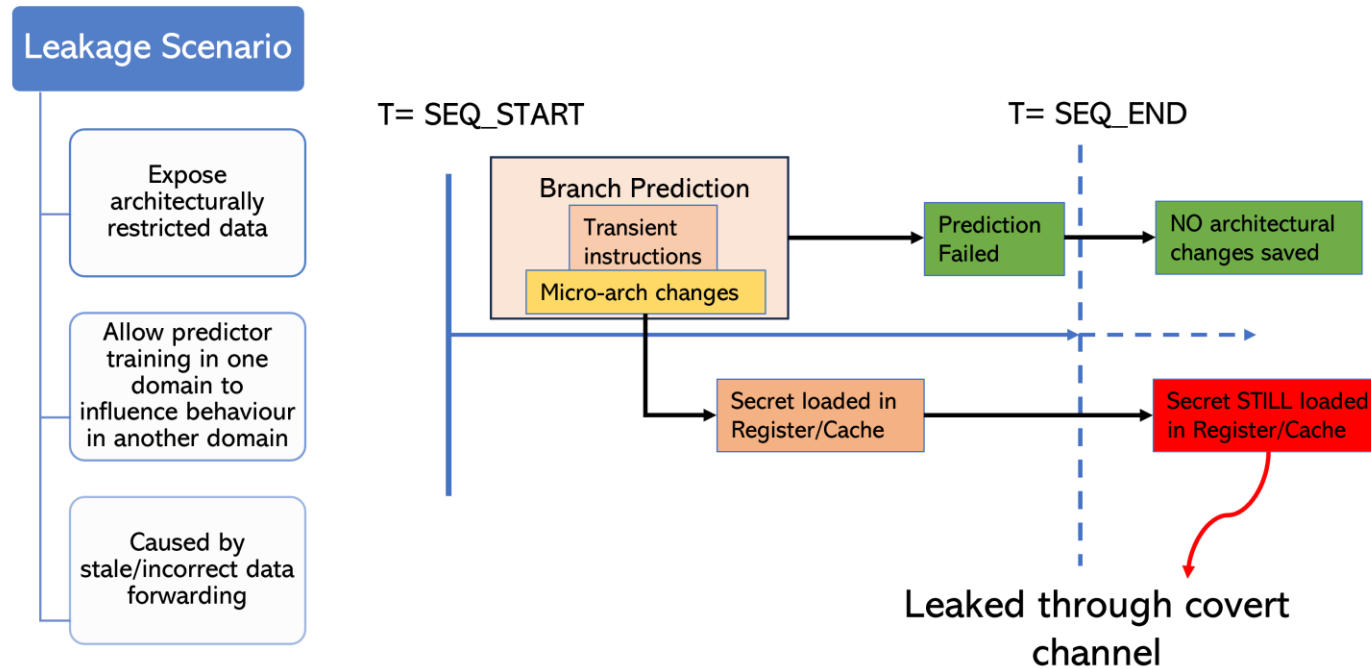 Leakage Scenario
Expose
architecturally
restricted data
Allow predictor
training in one
domain to
influence behaviour
in another domain
Caused by
stale/incorrect data
forwarding
T= SEQ_START
T= SEQ_END
Branch Prediction
Transient
instructions
Micro-arch changes
Prediction
Failed
NO architectural
changes saved
Secret loaded in
Register/Cache
Secret STILL loaded
in Register/Cache
Leaked through covert
channel